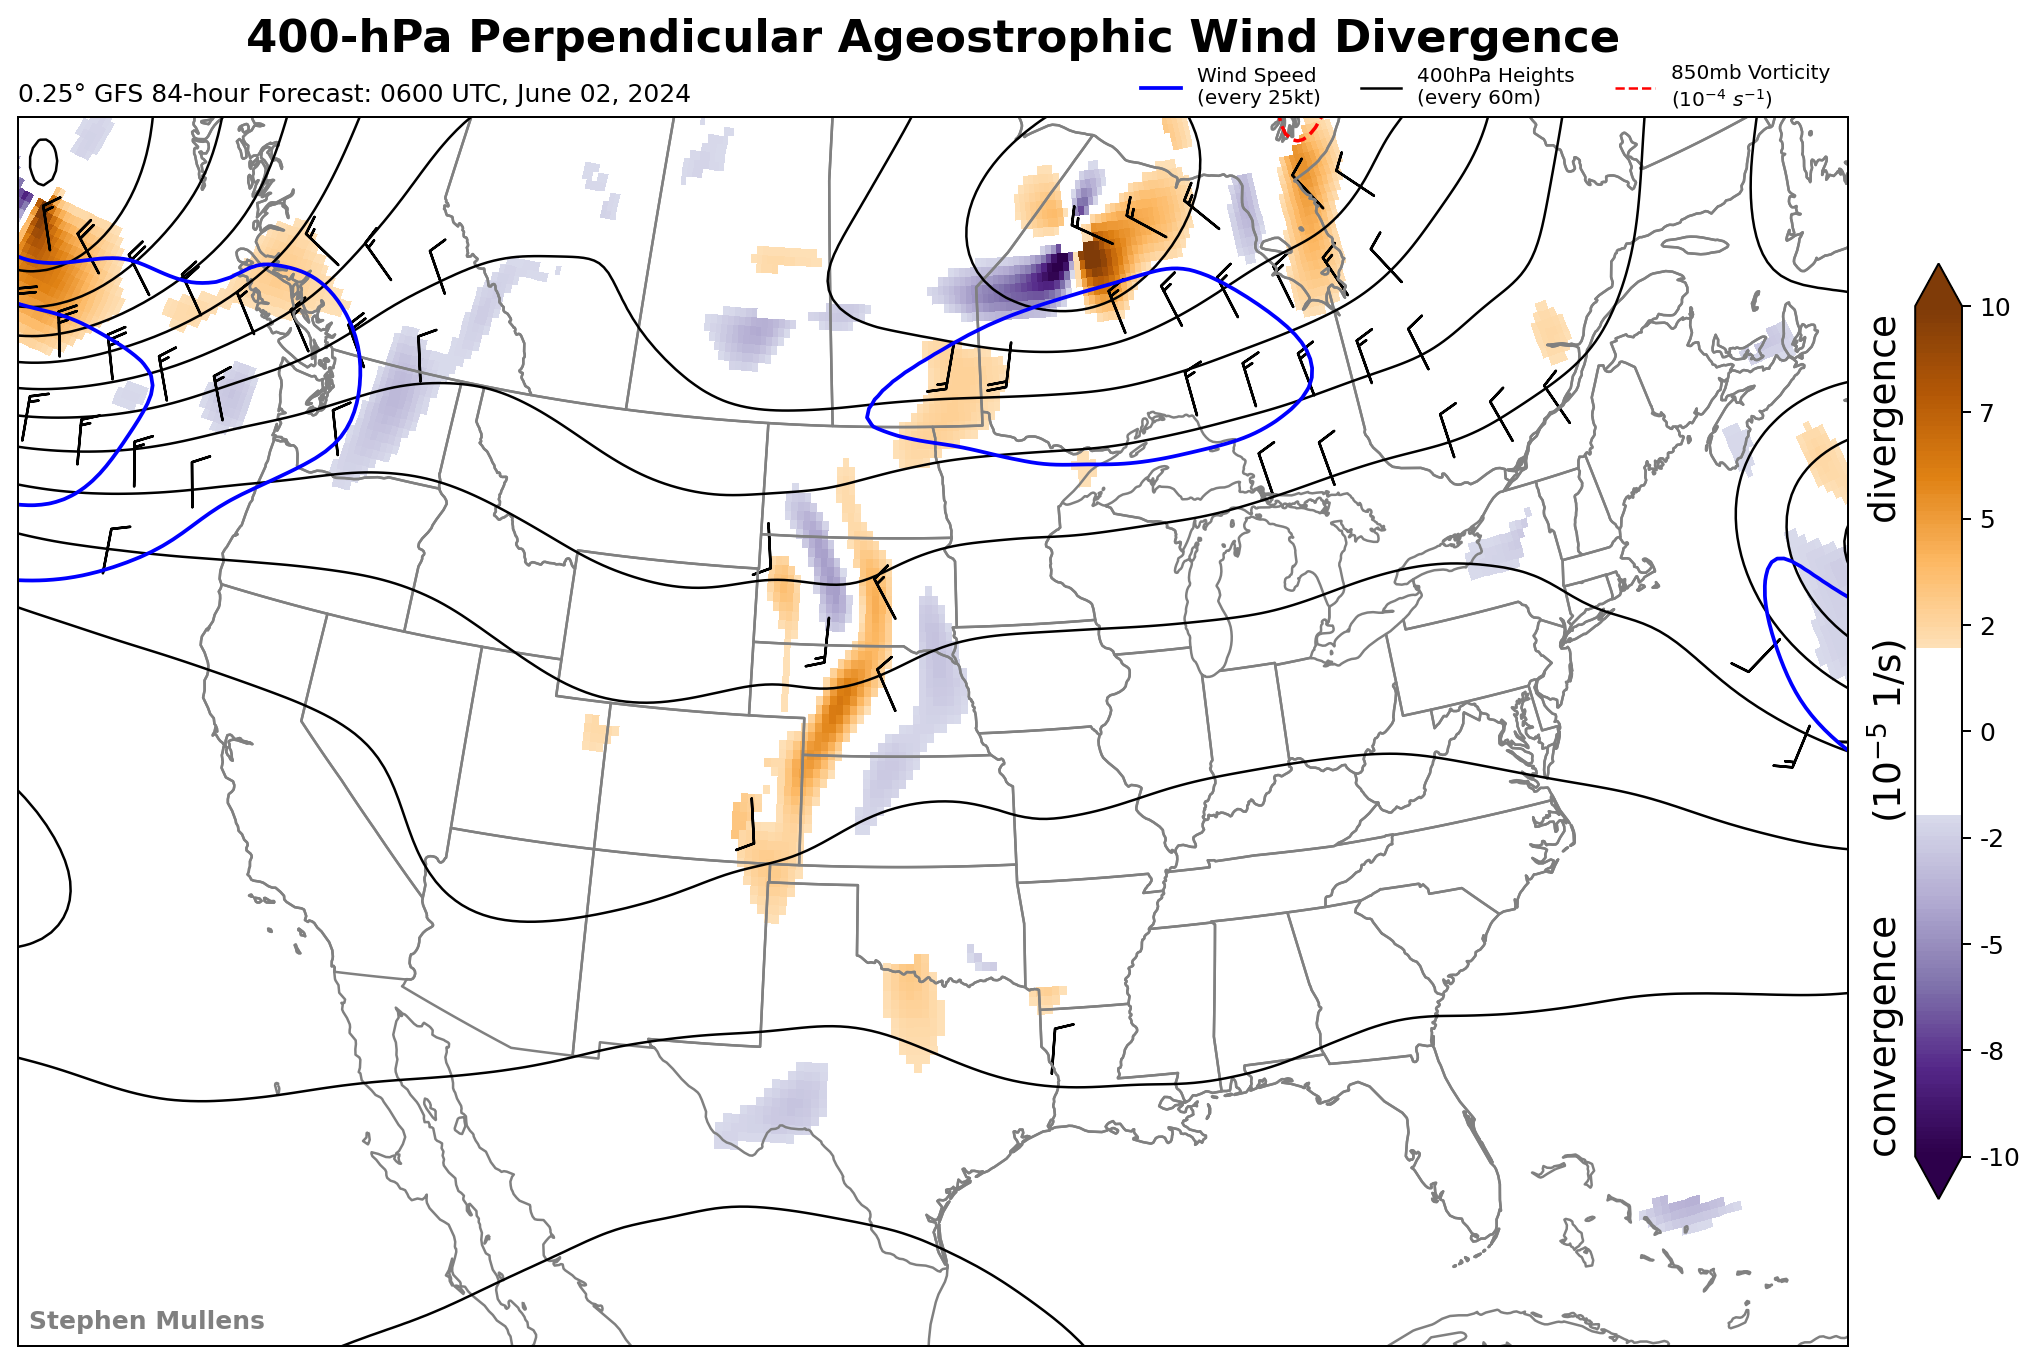 400-hPa Perpendicular Ageostrophic Wind Divergence
0.25° GFS 84-hour Forecast: 0600 UTC, June 02, 2024
Wind Speed
(every 25kt)
400hPa Heights
(every 60m)
850mb Vorticity
(10⁻⁴ s⁻¹)
10
7
5
2
0
-2
-5
-8
-10
convergence (10⁻⁵ 1/s) divergence
Stephen Mullens